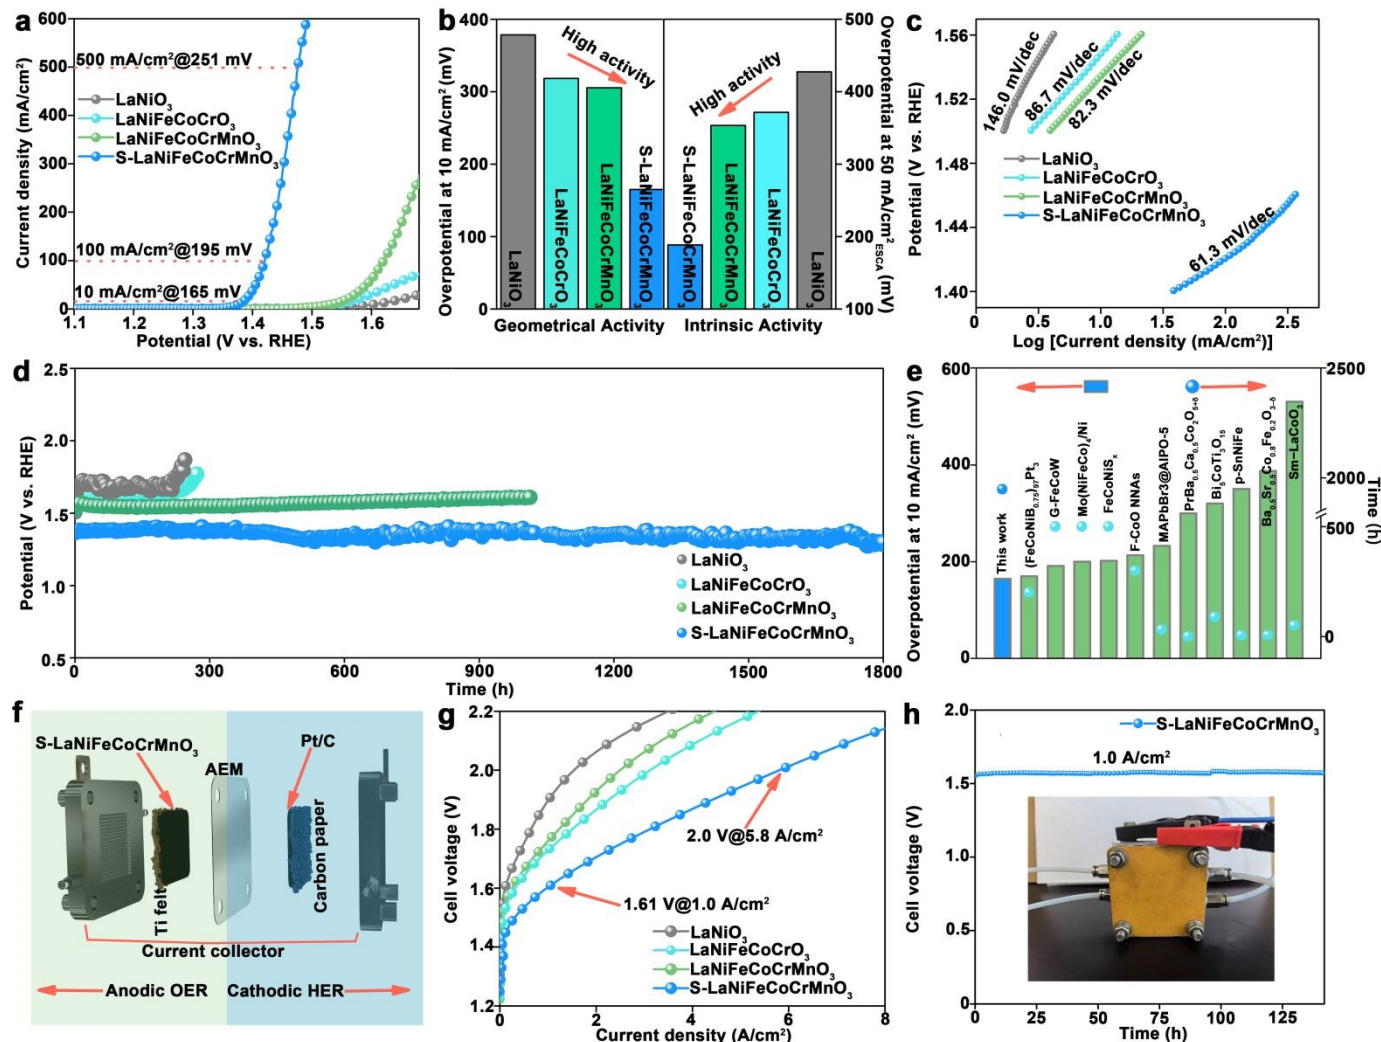 a
600
500
400
300
200
100
0
Current density (mA/cm²)
500 mA/cm²@251 mV
LaNiO₃
LaNiFeCoCrO₃
LaNiFeCoCrMnO₃
S-LaNiFeCoCrMnO₃
100 mA/cm²@195 mV
10 mA/cm²@165 mV
1.1 1.2 1.3 1.4 1.5 1.6
Potential (V vs. RHE)
b
400
300
200
100
0
Overpotential at 10 mA/cm² (mV)
High activity
High activity
LaNiO₃
LaNiFeCoCrO₃
LaNiFeCoCrMnO₃
S-LaNiFeCoCrMnO₃
S-LaNiFeCoCrMnO₃
LaNiFeCoCrMnO₃
LaNiFeCoCrO₃
LaNiO₃
Geometrical Activity
Intrinsic Activity
500
400
300
200
100
Overpotential at 50 mA/cm²ESCA (mV)
c
1.56
1.52
1.48
1.44
1.40
Potential (V vs. RHE)
146.0 mV/dec
86.7 mV/dec
82.3 mV/dec
LaNiO₃
LaNiFeCoCrO₃
LaNiFeCoCrMnO₃
S-LaNiFeCoCrMnO₃
61.3 mV/dec
0 0.5 1.0 1.5 2.0 2.5
Log [Current density (mA/cm²)]
d
2.5
2.0
1.5
1.0
0.5
Potential (V vs. RHE)
LaNiO₃
LaNiFeCoCrO₃
LaNiFeCoCrMnO₃
S-LaNiFeCoCrMnO₃
0 300 600 900 1200 1500 1800
Time (h)
e
600
400
200
0
Overpotential at 10 mA/cm² (mV)
This work
(FeCoNiB₀.₇₅)₉₇Pt₃
G-FeCoW
Mo(NiFeCo)₄/Ni
FeCoNiSₓ
F-CoO NNAs
MAPbBr3@AlPO-5
PrBa₀.₅Ca₀.₅Co₂O₅₊δ
Bi₅CoTi₃O₁₅
p-SnNiFe
Ba₀.₅Sr₀.₅Co₀.₈Fe₀.₂O₃₋δ
Sm−LaCoO₃
2500
2000
500
0
Time (h)
f
S-LaNiFeCoCrMnO₃
Pt/C
AEM
Ti felt
Carbon paper
Current collector
Anodic OER
Cathodic HER
g
2.2
2.0
1.8
1.6
1.4
1.2
Cell voltage (V)
2.0 V@5.8 A/cm²
1.61 V@1.0 A/cm²
LaNiO₃
LaNiFeCoCrO₃
LaNiFeCoCrMnO₃
S-LaNiFeCoCrMnO₃
0 2 4 6 8
Current density (A/cm²)
h
2.0
1.5
1.0
0.5
0
Cell voltage (V)
S-LaNiFeCoCrMnO₃
1.0 A/cm²
0 25 50 75 100 125
Time (h)